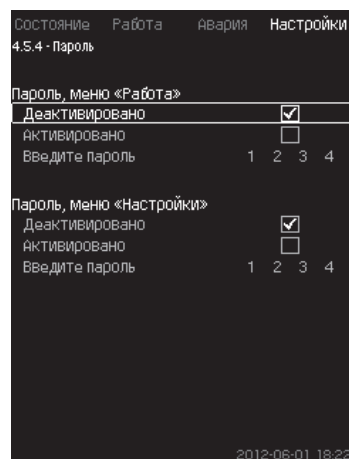 Состояние Работа Авария Настройки
4.5.4 - Пароль
Пароль, меню «Работа»
Деактивировано
Активировано
Введите пароль 1 2 3 4
Пароль, меню «Настройки»
Деактивировано
Активировано
Введите пароль 1 2 3 4
2012-06-01 18:22